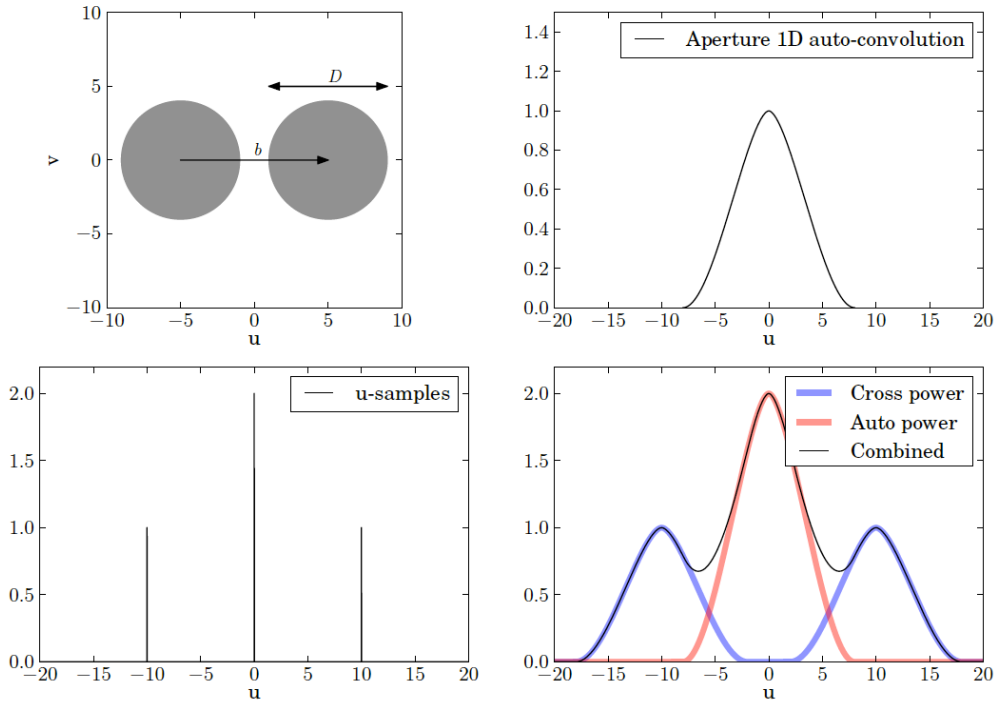 10
5
0
−5
−10
v
D
b
−10 −5 0 5 10
u
1.4
1.2
1.0
0.8
0.6
0.4
0.2
0.0
Aperture 1D auto-convolution
−20 −15 −10 −5 0 5 10 15 20
u
2.0
1.5
1.0
0.5
0.0
u-samples
−20 −15 −10 −5 0 5 10 15 20
u
2.0
1.5
1.0
0.5
0.0
Cross power
Auto power
Combined
−20 −15 −10 −5 0 5 10 15 20
u